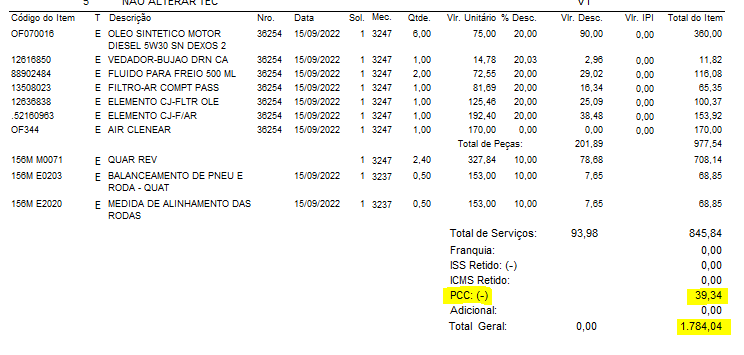 5 NÃO ALTERAR TEC VT
Código do Item T Descrição Nro. Data Sol. Mec. Qtde. Vlr. Unitário % Desc. Vlr. Desc. Vlr. IPI Total do Item
OF070016 E OLEO SINTETICO MOTOR 36254 15/09/2022 1 3247 6,00 75,00 20,00 90,00 0,00 360,00
DIESEL 5W30 SN DEXOS 2
12616850 E VEDADOR-BUJAO DRN CA 36254 15/09/2022 1 3247 1,00 14,78 20,03 2,96 0,00 11,82
88902484 E FLUIDO PARA FREIO 500 ML 36254 15/09/2022 1 3247 2,00 72,55 20,00 29,02 0,00 116,08
13508023 E FILTRO-AR COMPT PASS 36254 15/09/2022 1 3247 1,00 81,69 20,00 16,34 0,00 65,35
12636838 E ELEMENTO CJ-FLTR OLE 36254 15/09/2022 1 3247 1,00 125,46 20,00 25,09 0,00 100,37
.52160963 E ELEMENTO CJ-F/AR 36254 15/09/2022 1 3247 1,00 192,40 20,00 38,48 0,00 153,92
OF344 E AIR CLENEAR 36254 15/09/2022 1 3247 1,00 170,00 0,00 0,00 0,00 170,00
Total de Peças: 201,89 977,54
156M M0071 E QUAR REV 1 3247 2,40 327,84 10,00 78,68 708,14
156M E0203 E BALANCEAMENTO DE PNEU E 15/09/2022 1 3237 0,50 153,00 10,00 7,65 68,85
RODA - QUAT
156M E2020 E MEDIDA DE ALINHAMENTO DAS 15/09/2022 1 3237 0,50 153,00 10,00 7,65 68,85
RODAS
Total de Serviços: 93,98 845,84
Franquia: 0,00
ISS Retido: (-) 0,00
ICMS Retido: 0,00
PCC: (-) 39,34
Adicional: 0,00
Total Geral: 0,00 1.784,04